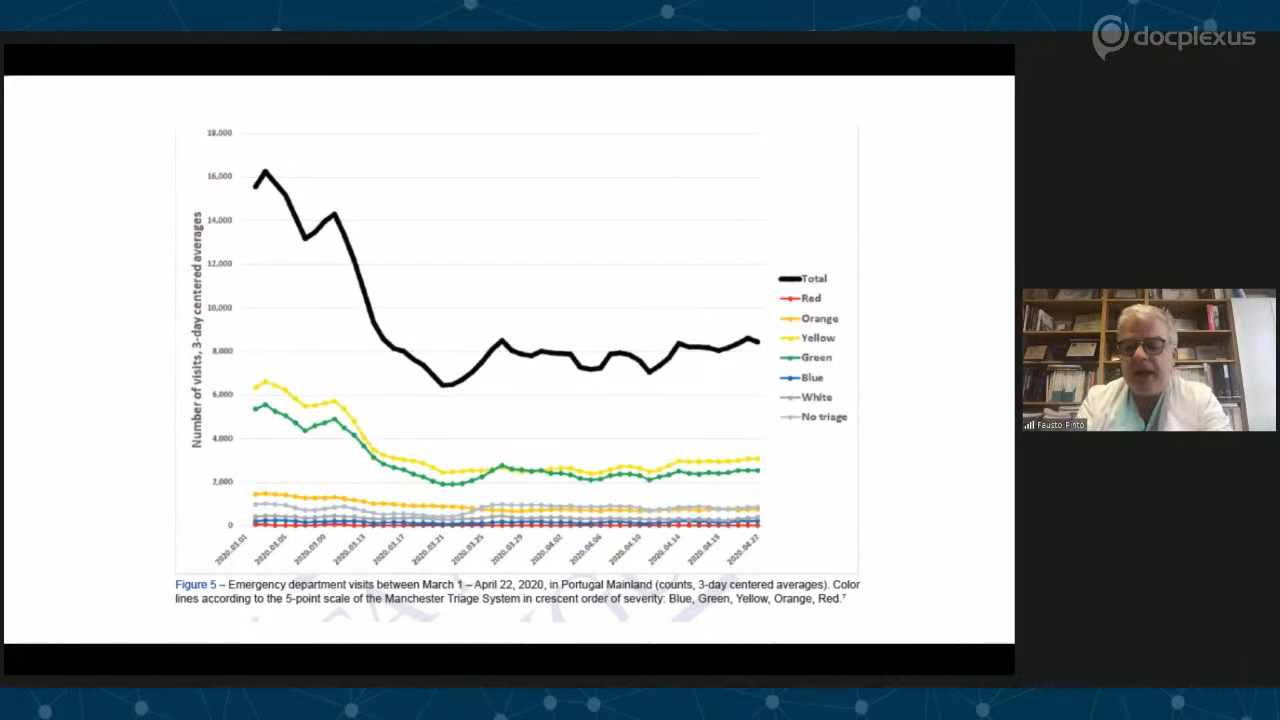 docplexus
18,000
16,000
14,000
12,000
10,000
8,000
6,000
4,000
2,000
0
Number of visits, 3-day centered averages
2020.03.01
2020.03.05
2020.03.09
2020.03.13
2020.03.17
2020.03.21
2020.03.25
2020.03.29
2020.04.02
2020.04.06
2020.04.10
2020.04.14
2020.04.18
2020.04.22
Total
Red
Orange
Yellow
Green
Blue
White
No triage
Figure 5 – Emergency department visits between March 1 – April 22, 2020, in Portugal Mainland (counts, 3-day centered averages). Color
lines according to the 5-point scale of the Manchester Triage System in crescent order of severity: Blue, Green, Yellow, Orange, Red.⁷
Fausto Pinto